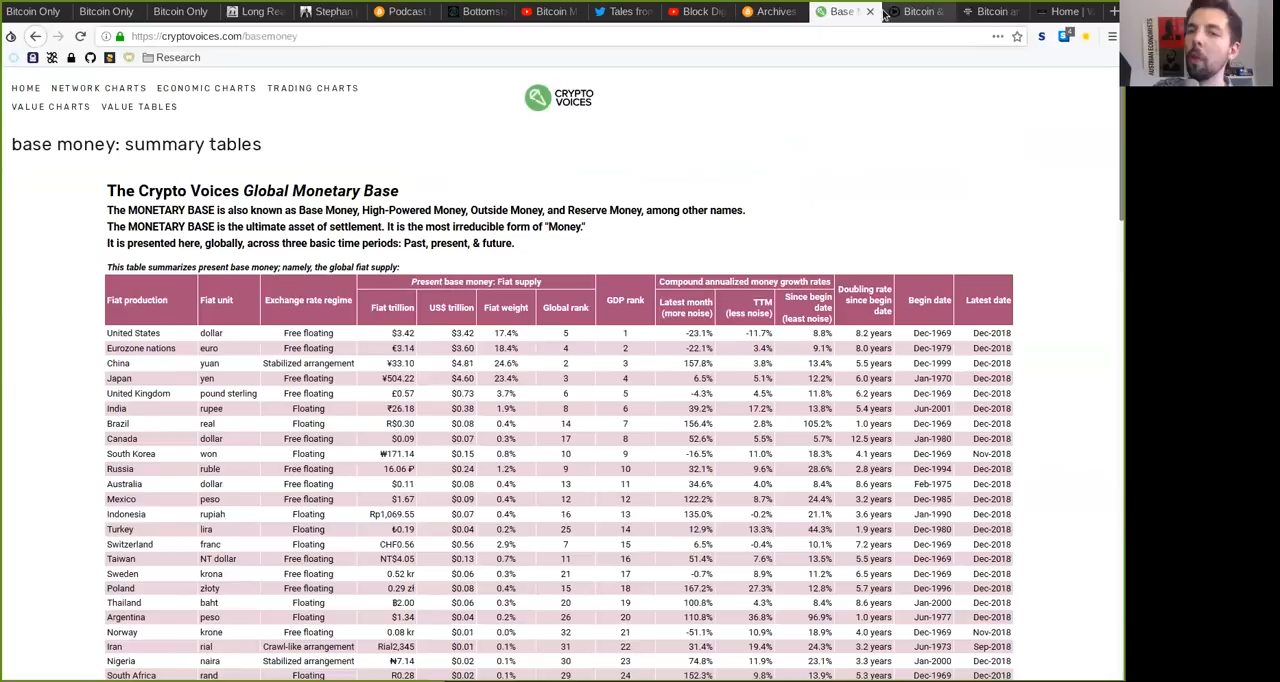 Bitcoin Only Bitcoin Only Bitcoin Only Long Rea Stephan Podcast Bottomsh Bitcoin M Tales from Block Dig Archives Base M Bitcoin & Bitcoin ar Home | W
https://cryptovoices.com/basemoney
Research
HOME NETWORK CHARTS ECONOMIC CHARTS TRADING CHARTS
VALUE CHARTS VALUE TABLES
CRYPTO
VOICES
base money: summary tables
The Crypto Voices Global Monetary Base
The MONETARY BASE is also known as Base Money, High-Powered Money, Outside Money, and Reserve Money, among other names.
The MONETARY BASE is the ultimate asset of settlement. It is the most irreducible form of "Money."
It is presented here, globally, across three basic time periods: Past, present, & future.
This table summarizes present base money; namely, the global fiat supply:
Present base money: Fiat supply Compound annualized money growth rates
Fiat production Fiat unit Exchange rate regime Fiat trillion US$ trillion Fiat weight Global rank GDP rank Latest month (more noise) TTM (less noise) Since begin date (least noise) Doubling rate since begin date Begin date Latest date
United States dollar Free floating $3.42 $3.42 17.4% 5 1 -23.1% -11.7% 8.8% 8.2 years Dec-1969 Dec-2018
Eurozone nations euro Free floating €3.14 $3.60 18.4% 4 2 -22.1% 3.4% 9.1% 8.0 years Dec-1979 Dec-2018
China yuan Stabilized arrangement ¥33.10 $4.81 24.6% 2 3 157.8% 3.8% 13.4% 5.5 years Dec-1999 Dec-2018
Japan yen Free floating ¥504.22 $4.60 23.4% 3 4 6.5% 5.1% 12.2% 6.0 years Jan-1970 Dec-2018
United Kingdom pound sterling Free floating £0.57 $0.73 3.7% 6 5 -4.3% 4.5% 11.8% 6.2 years Dec-1969 Dec-2018
India rupee Floating ₹26.18 $0.38 1.9% 8 6 39.2% 17.2% 13.8% 5.4 years Jun-2001 Dec-2018
Brazil real Floating R$0.30 $0.08 0.4% 14 7 156.4% 2.8% 105.2% 1.0 years Dec-1969 Dec-2018
Canada dollar Free floating $0.09 $0.07 0.3% 17 8 52.6% 5.5% 5.7% 12.5 years Jan-1980 Dec-2018
South Korea won Floating ₩171.14 $0.15 0.8% 10 9 -16.5% 11.0% 18.3% 4.1 years Dec-1969 Nov-2018
Russia ruble Free floating 16.06 ₽ $0.24 1.2% 9 10 32.1% 9.6% 28.6% 2.8 years Dec-1994 Dec-2018
Australia dollar Free floating $0.11 $0.08 0.4% 13 11 34.6% 4.0% 8.4% 8.6 years Feb-1975 Dec-2018
Mexico peso Free floating $1.67 $0.09 0.4% 12 12 122.2% 8.7% 24.4% 3.2 years Dec-1985 Dec-2018
Indonesia rupiah Floating Rp1,069.55 $0.07 0.4% 16 13 135.0% -0.2% 21.1% 3.6 years Jan-1990 Dec-2018
Turkey lira Floating ₺0.19 $0.04 0.2% 25 14 12.9% 13.3% 44.3% 1.9 years Dec-1980 Dec-2018
Switzerland franc Floating CHF0.56 $0.56 2.9% 7 15 6.5% -0.4% 10.1% 7.2 years Dec-1969 Dec-2018
Taiwan NT dollar Free floating NT$4.05 $0.13 0.7% 11 16 51.4% 7.6% 13.5% 5.5 years Dec-1969 Dec-2018
Sweden krona Free floating 0.52 kr $0.06 0.3% 21 17 -0.7% 8.9% 11.2% 6.5 years Dec-1969 Dec-2018
Poland złoty Free floating 0.29 zł $0.08 0.4% 15 18 167.2% 27.3% 12.8% 5.7 years Dec-1996 Dec-2018
Thailand baht Floating ฿2.00 $0.06 0.3% 20 19 100.8% 4.3% 8.4% 8.6 years Jan-2000 Dec-2018
Argentina peso Floating $1.34 $0.04 0.2% 26 20 110.8% 36.8% 96.9% 1.0 years Jun-1977 Dec-2018
Norway krone Free floating 0.08 kr $0.01 0.0% 32 21 -51.1% 10.9% 18.9% 4.0 years Dec-1969 Nov-2018
Iran rial Crawl-like arrangement Rial2,345 $0.01 0.1% 31 22 31.4% 19.4% 24.3% 3.2 years Jun-1973 Sep-2018
Nigeria naira Stabilized arrangement ₦7.14 $0.02 0.1% 30 23 74.8% 11.9% 23.1% 3.3 years Jan-2000 Dec-2018
South Africa rand Floating R0.28 $0.02 0.1% 29 24 152.3% 9.8% 13.9% 5.3 years Dec-1969 Dec-2018
AUSTRIAN ECONOMISTS